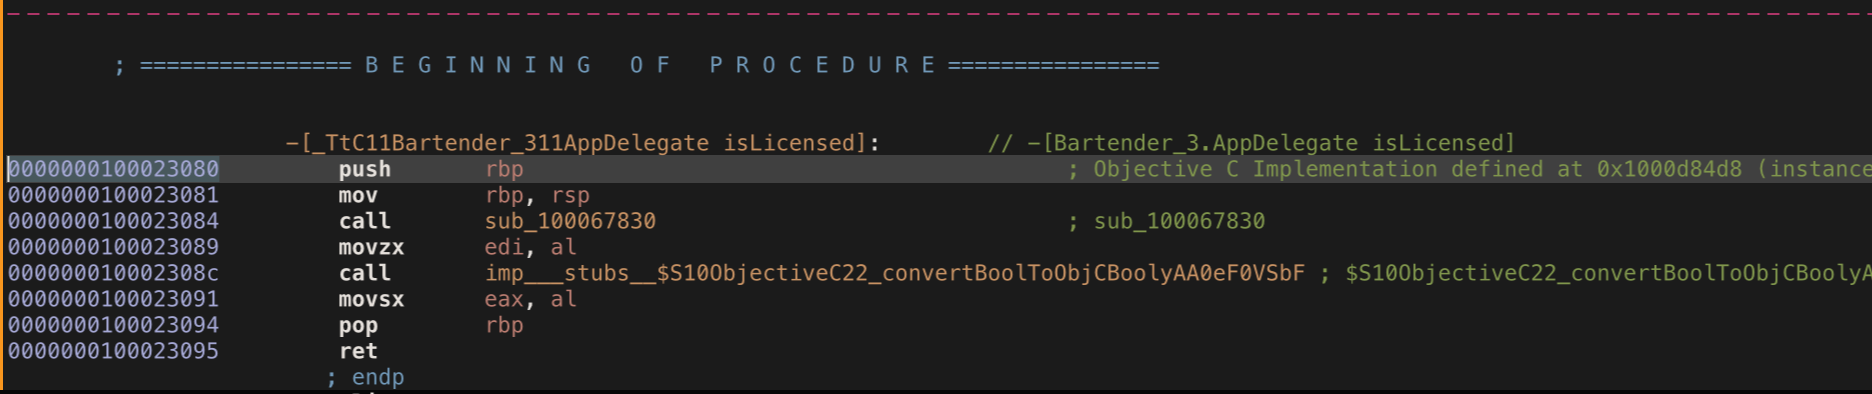 ; ================ B E G I N N I N G   O F   P R O C E D U R E ================
-[_TtC11Bartender_311AppDelegate isLicensed]:        // -[Bartender_3.AppDelegate isLicensed]
0000000100023080         push       rbp                                         ; Objective C Implementation defined at 0x1000d84d8 (instance
0000000100023081         mov        rbp, rsp
0000000100023084         call       sub_100067830                               ; sub_100067830
0000000100023089         movzx      edi, al
000000010002308c         call       imp___stubs__$S10ObjectiveC22_convertBoolToObjCBoolyAA0eF0VSbF ; $S10ObjectiveC22_convertBoolToObjCBoolyA
0000000100023091         movsx      eax, al
0000000100023094         pop        rbp
0000000100023095         ret
; endp